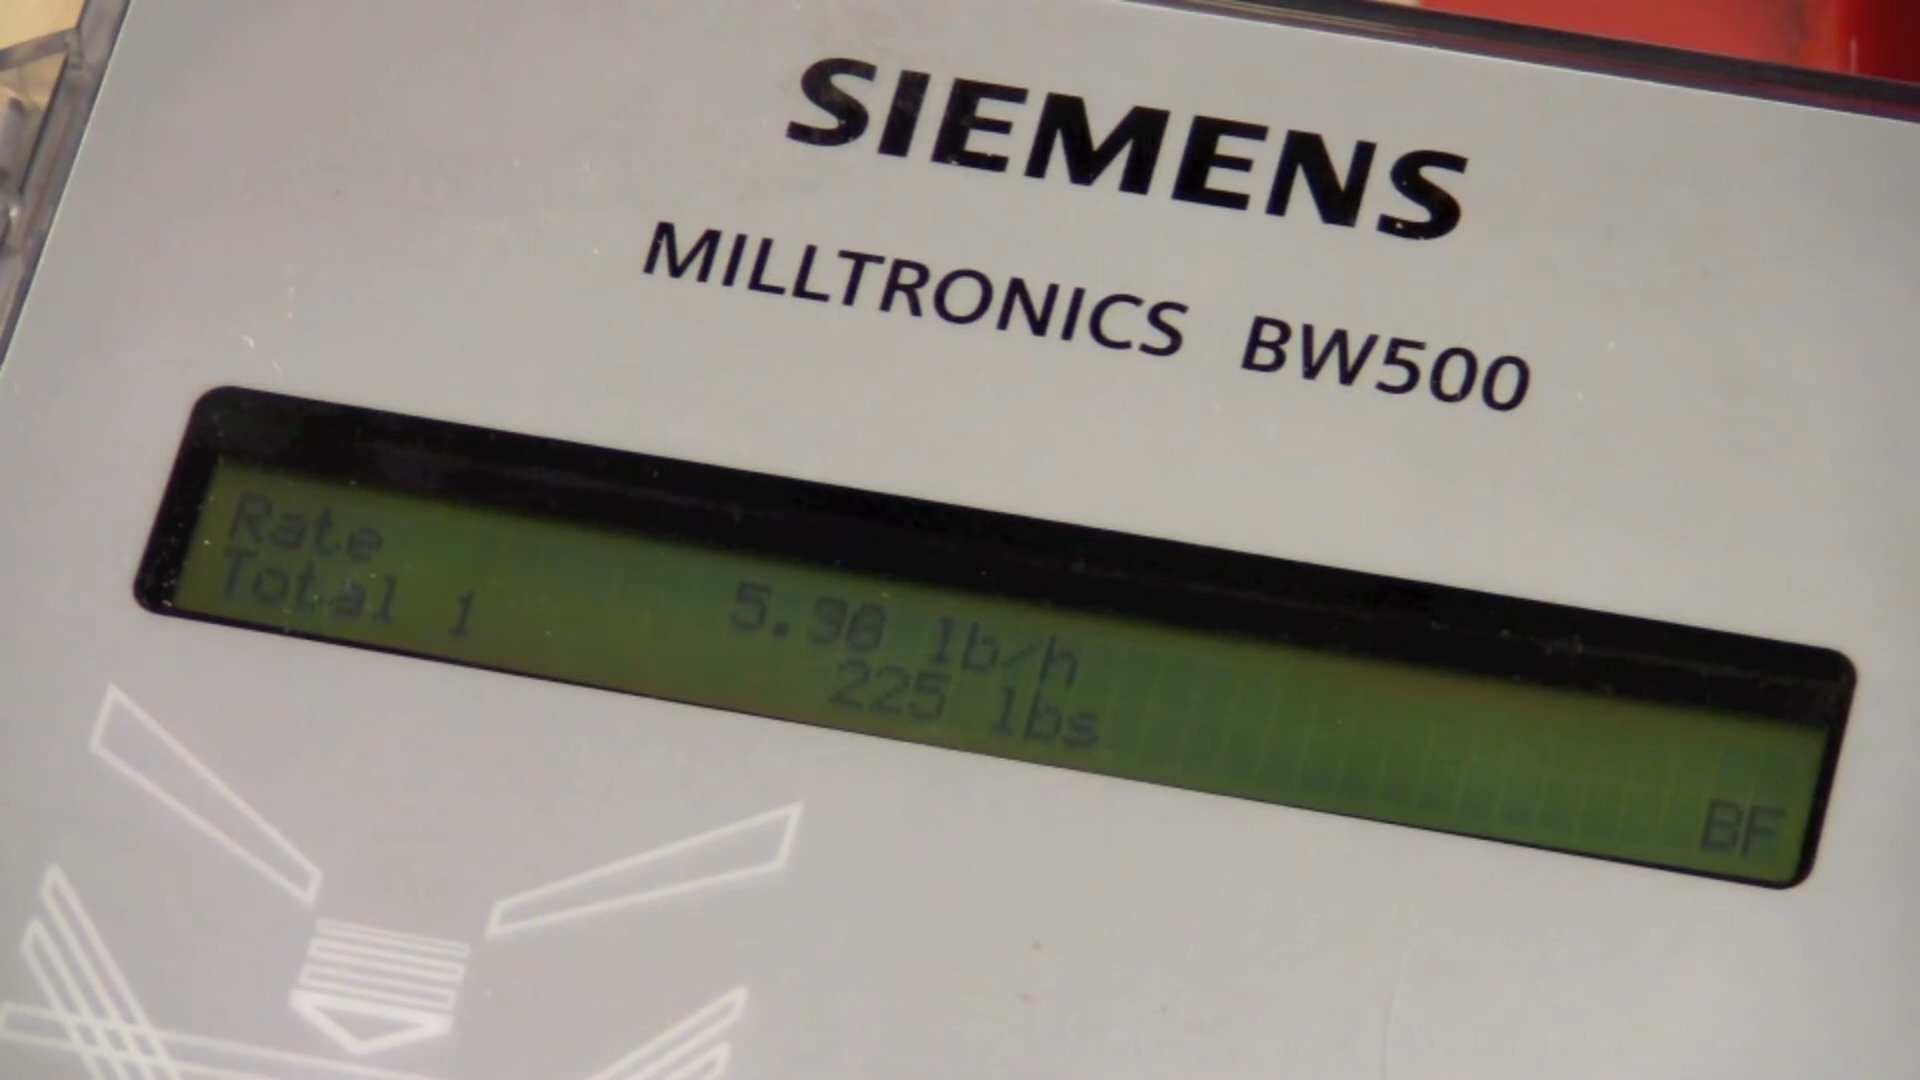 SIEMENS
MILLTRONICS BW500
Rate 5.90 lb/h
Total 1 225 lbs
BF